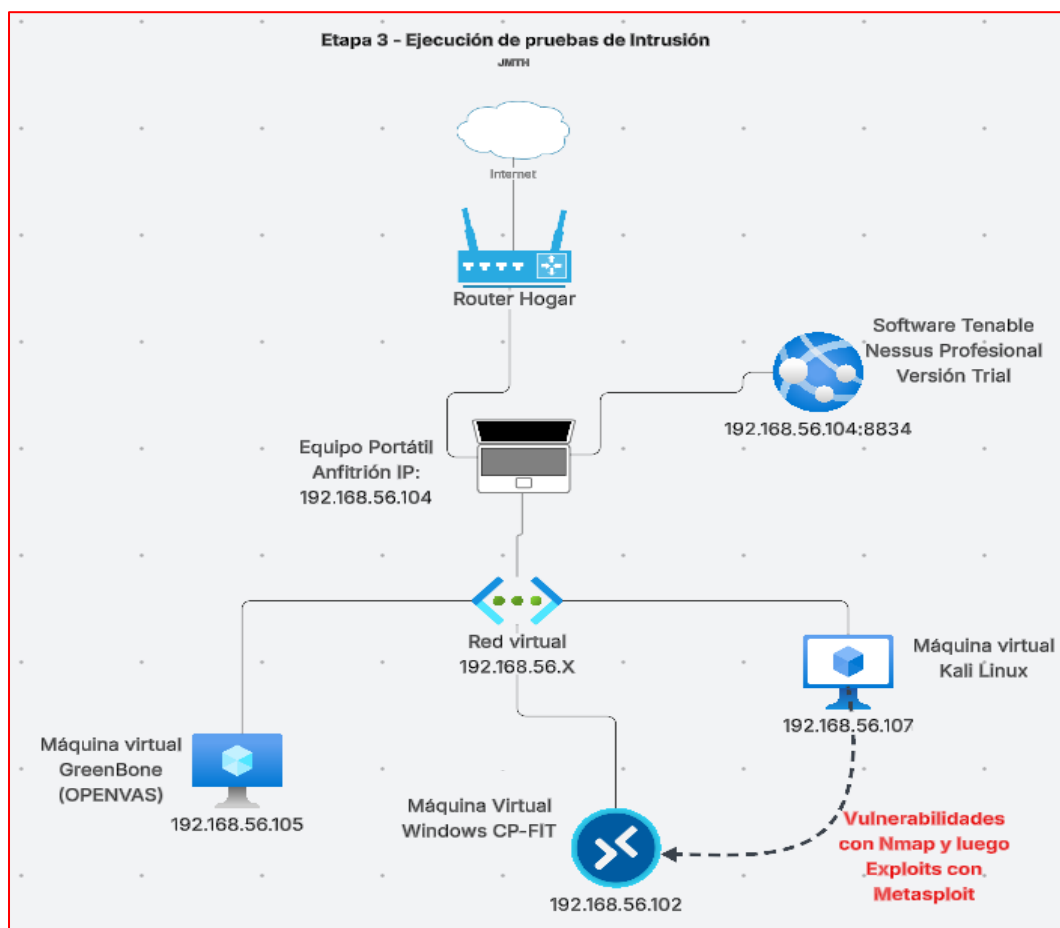 Etapa 3 - Ejecución de pruebas de Intrusión
JMTH
Internet
Router Hogar
Software Tenable
Nessus Profesional
Versión Trial
192.168.56.104:8834
Equipo Portátil
Anfitrión IP:
192.168.56.104
Red virtual
192.168.56.X
Máquina virtual
Kali Linux
192.168.56.107
Máquina virtual
GreenBone
(OPENVAS)
192.168.56.105
Máquina Virtual
Windows CP-FIT
192.168.56.102
Vulnerabilidades
con Nmap y luego
Exploits con
Metasploit